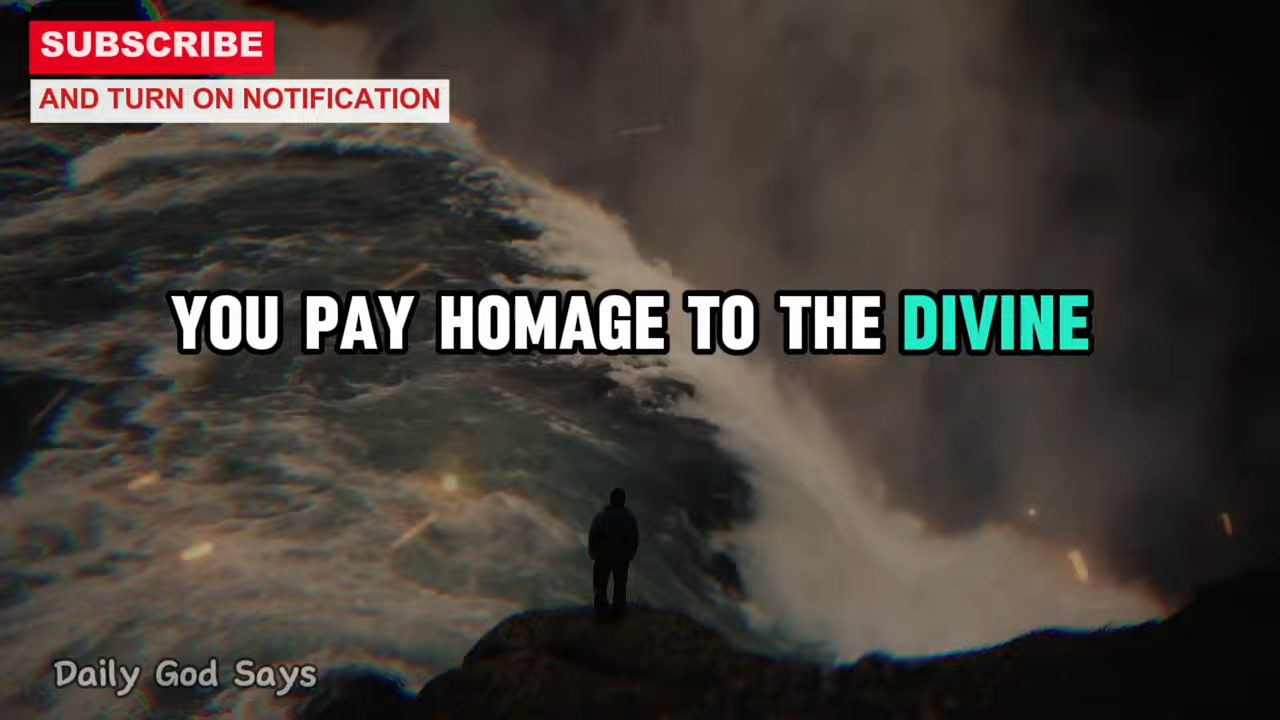 SUBSCRIBE
AND TURN ON NOTIFICATION
YOU PAY HOMAGE TO THE DIVINE
Daily God Says